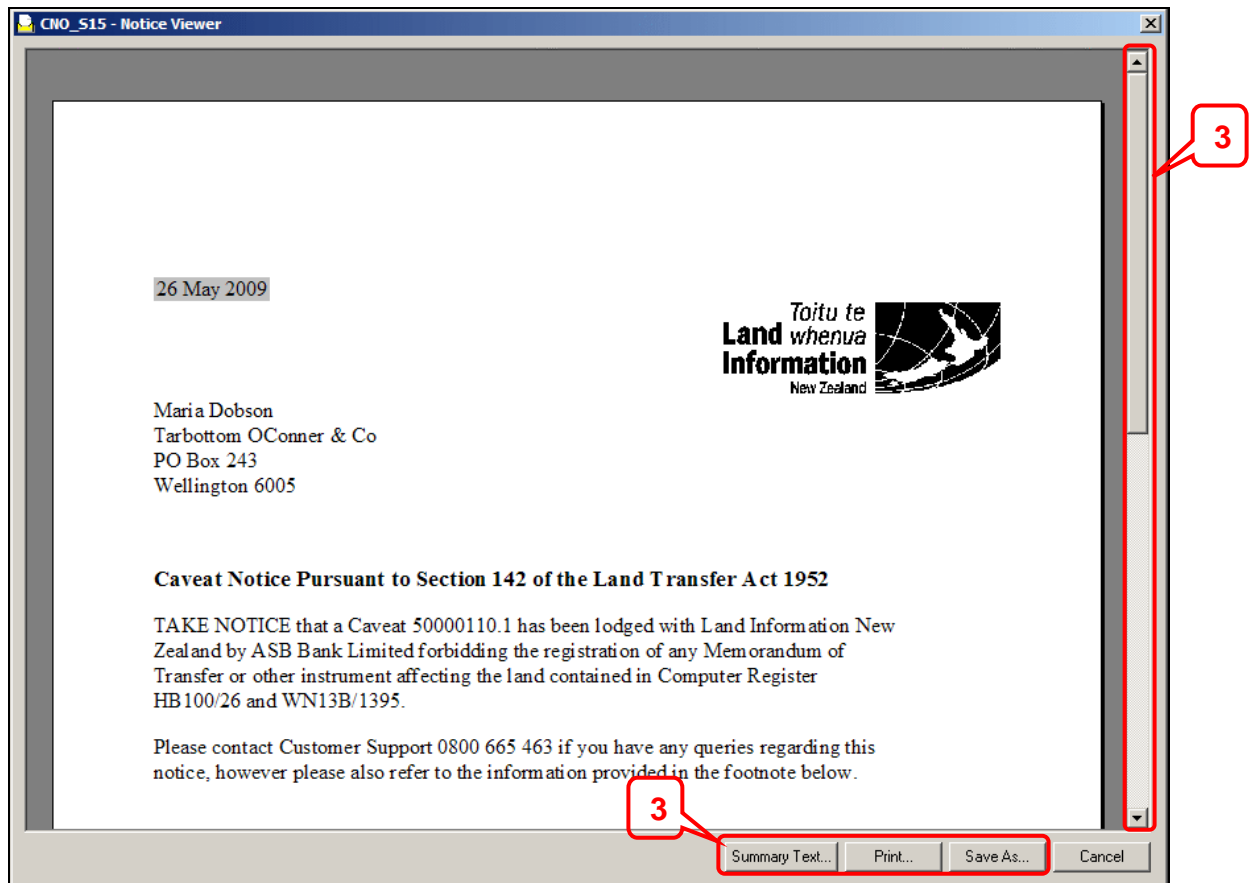 CNO_S15 - Notice Viewer
3
26 May 2009
Toitu te
Land whenua
Information
New Zealand
Maria Dobson
Tarbottom OConner & Co
PO Box 243
Wellington 6005
Caveat Notice Pursuant to Section 142 of the Land Transfer Act 1952
TAKE NOTICE that a Caveat 50000110.1 has been lodged with Land Information New
Zealand by ASB Bank Limited forbidding the registration of any Memorandum of
Transfer or other instrument affecting the land contained in Computer Register
HB100/26 and WN13B/1395.
Please contact Customer Support 0800 665 463 if you have any queries regarding this
notice, however please also refer to the information provided in the footnote below.
3
Summary Text... Print... Save As... Cancel